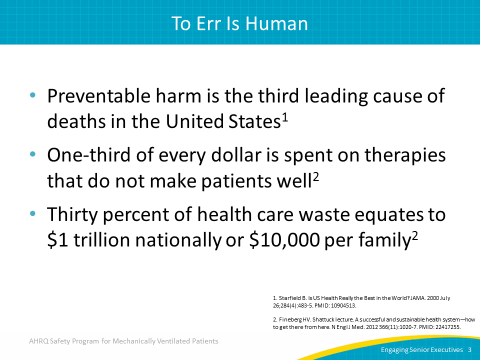 To Err Is Human
• Preventable harm is the third leading cause of
deaths in the United States1
• One-third of every dollar is spent on therapies
that do not make patients well2
• Thirty percent of health care waste equates to
$1 trillion nationally or $10,000 per family2
1. Starfield B. Is US Health Really the Best in the World? JAMA. 2000 July
26;284(4):483-5. PMID: 10904513.
2. Fineberg HV. Shattuck lecture. A successful and sustainable health system—how
to get there from here. N Engl J Med. 2012 366(11):1020-7. PMID: 22417255.
AHRQ Safety Program for Mechanically Ventilated Patients
Engaging Senior Executives 3